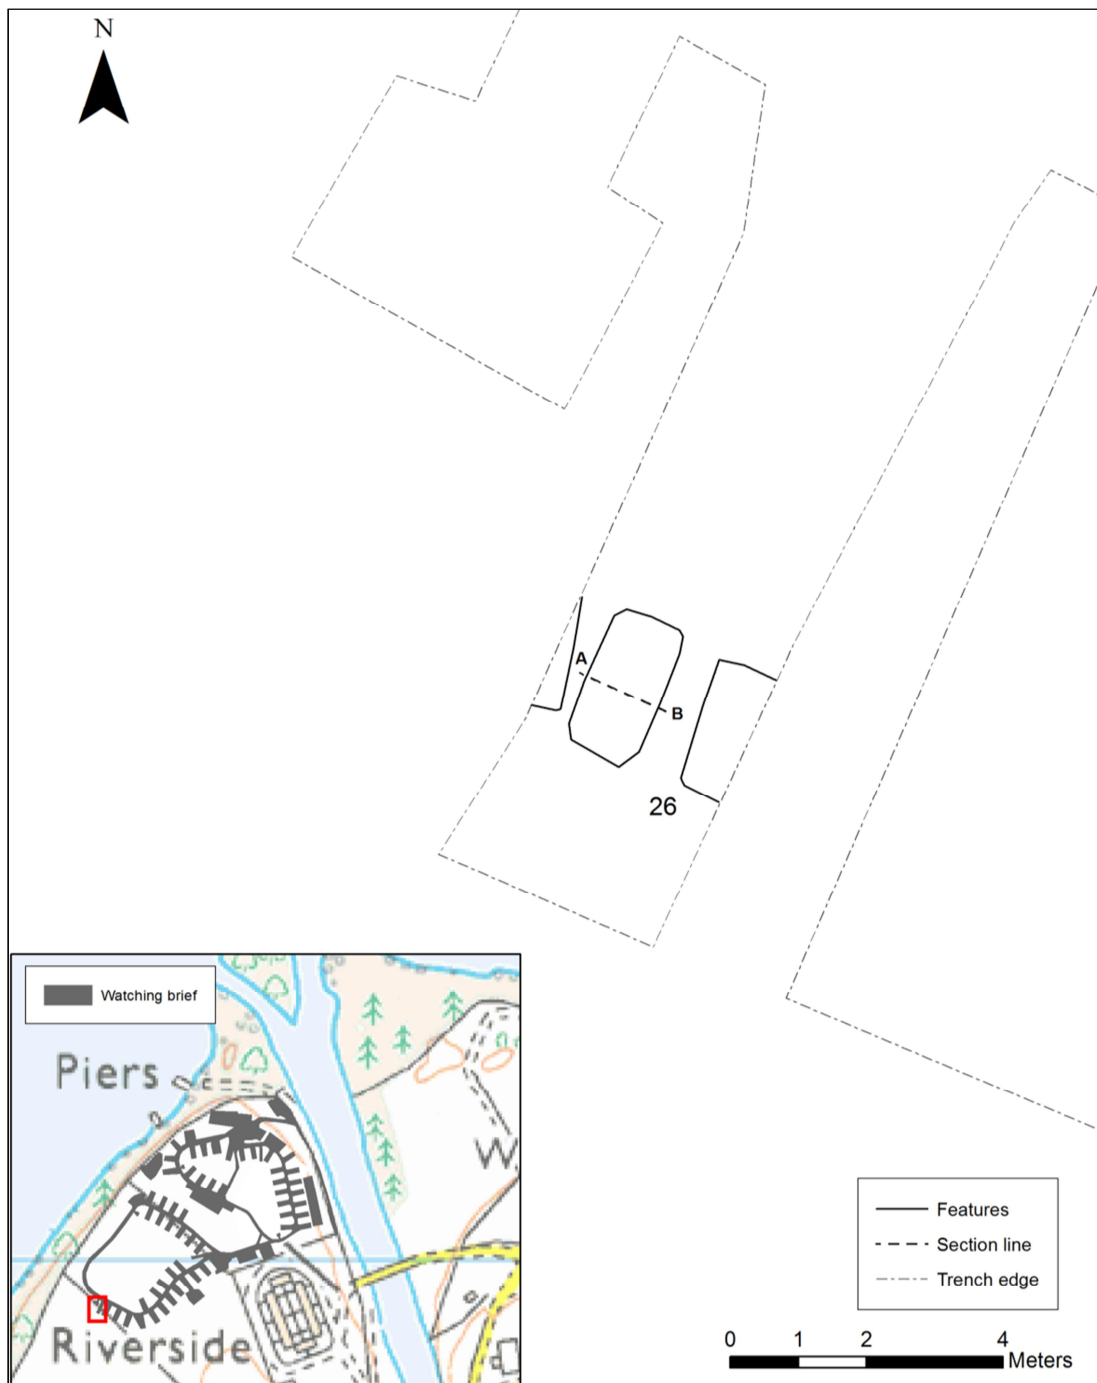 N
A
B
26
Watching brief
Piers
W
Riverside
Features
Section line
Trench edge
0 1 2 4
Meters